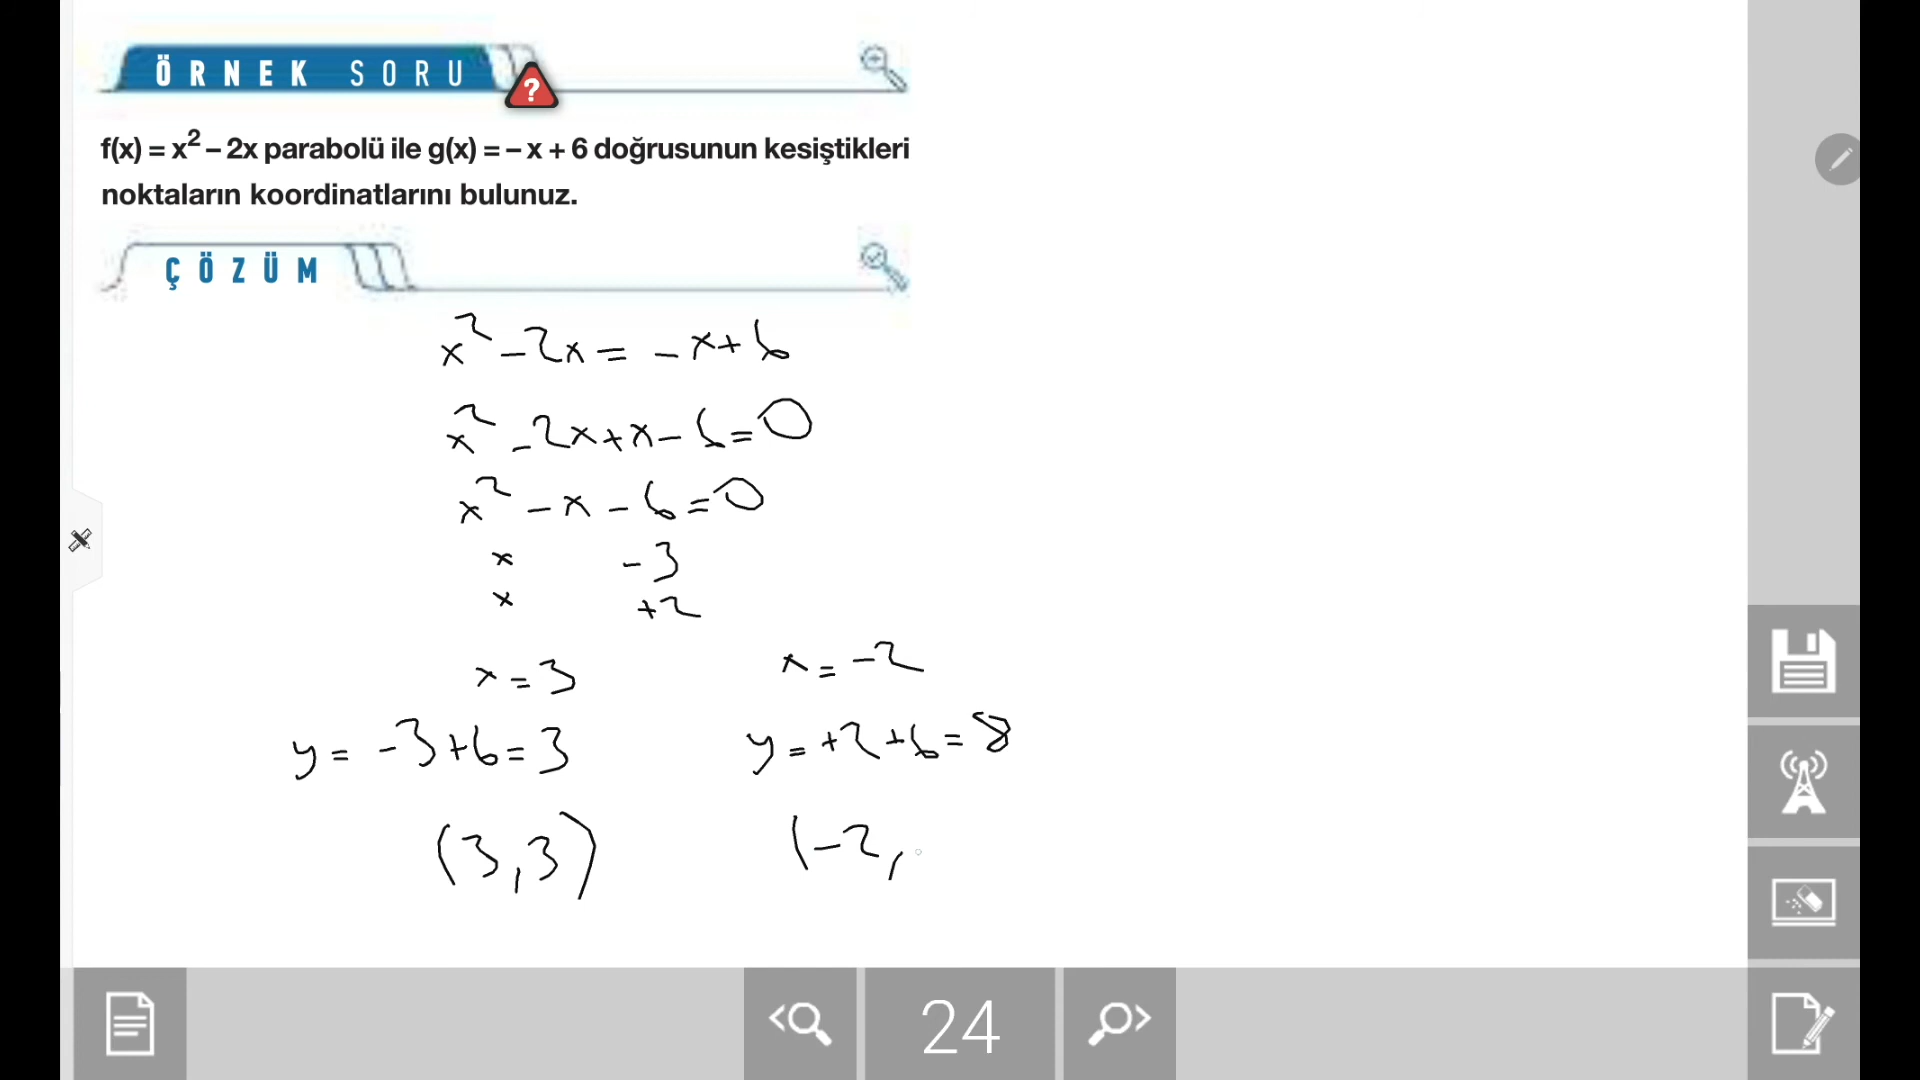 ÖRNEK SORU
?
f(x) = x² – 2x parabolü ile g(x) = – x + 6 doğrusunun kesiştikleri
noktaların koordinatlarını bulunuz.
ÇÖZÜM
x² - 2x = - x + 6
x² - 2x + x - 6 = 0
x² - x - 6 = 0
x -3
x +2
x = 3 x = -2
y = -3 + 6 = 3 y = +2 + 6 = 8
(3,3) (-2,
24